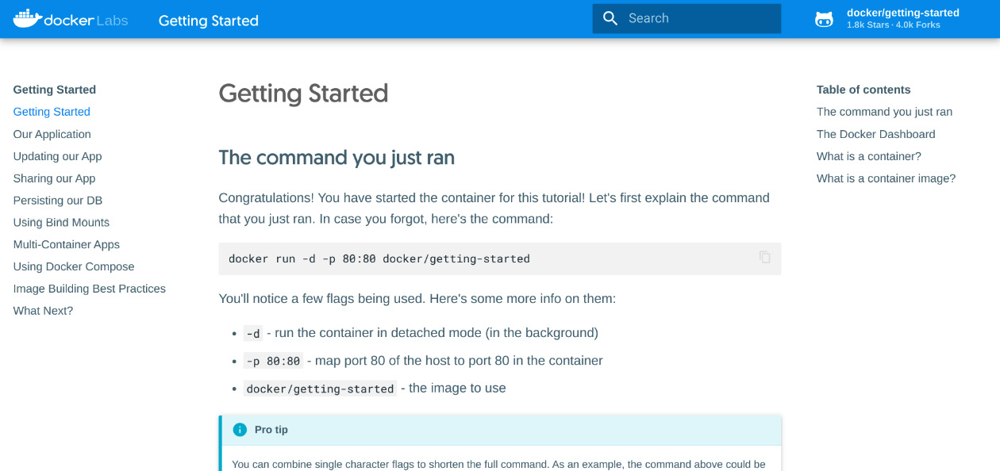 docker Labs
Getting Started
Search
docker/getting-started
1.8k Stars · 4.0k Forks
Getting Started
Getting Started
Our Application
Updating our App
Sharing our App
Persisting our DB
Using Bind Mounts
Multi-Container Apps
Using Docker Compose
Image Building Best Practices
What Next?
Getting Started
The command you just ran
Congratulations! You have started the container for this tutorial! Let's first explain the command
that you just ran. In case you forgot, here's the command:
docker run -d -p 80:80 docker/getting-started
You'll notice a few flags being used. Here's some more info on them:
• -d - run the container in detached mode (in the background)
• -p 80:80 - map port 80 of the host to port 80 in the container
• docker/getting-started - the image to use
Pro tip
You can combine single character flags to shorten the full command. As an example, the command above could be
Table of contents
The command you just ran
The Docker Dashboard
What is a container?
What is a container image?